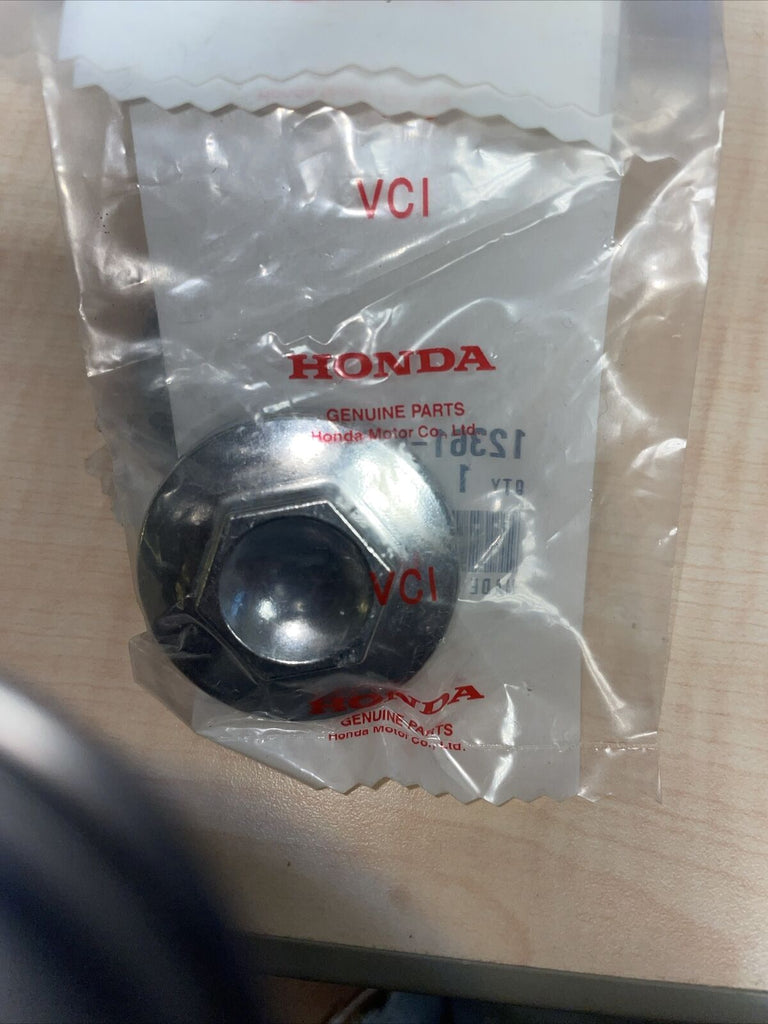 VCI
HONDA
GENUINE PARTS
Honda Motor Co., Ltd.
12361-
QTY 1
VCI
HONDA
GENUINE PARTS
Honda Motor Co., Ltd.